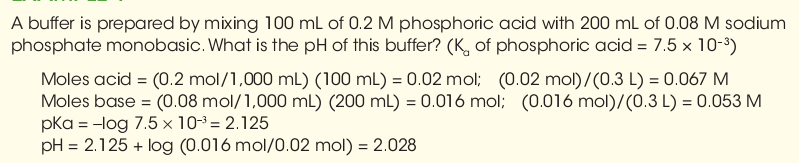 A buffer is prepared by mixing 100 mL of 0.2 M phosphoric acid with 200 mL of 0.08 M sodium
phosphate monobasic. What is the pH of this buffer? (Kₐ of phosphoric acid = 7.5 × 10⁻³)
Moles acid = (0.2 mol/1,000 mL) (100 mL) = 0.02 mol; (0.02 mol)/(0.3 L) = 0.067 M
Moles base = (0.08 mol/1,000 mL) (200 mL) = 0.016 mol; (0.016 mol)/(0.3 L) = 0.053 M
pKa = –log 7.5 × 10⁻³ = 2.125
pH = 2.125 + log (0.016 mol/0.02 mol) = 2.028